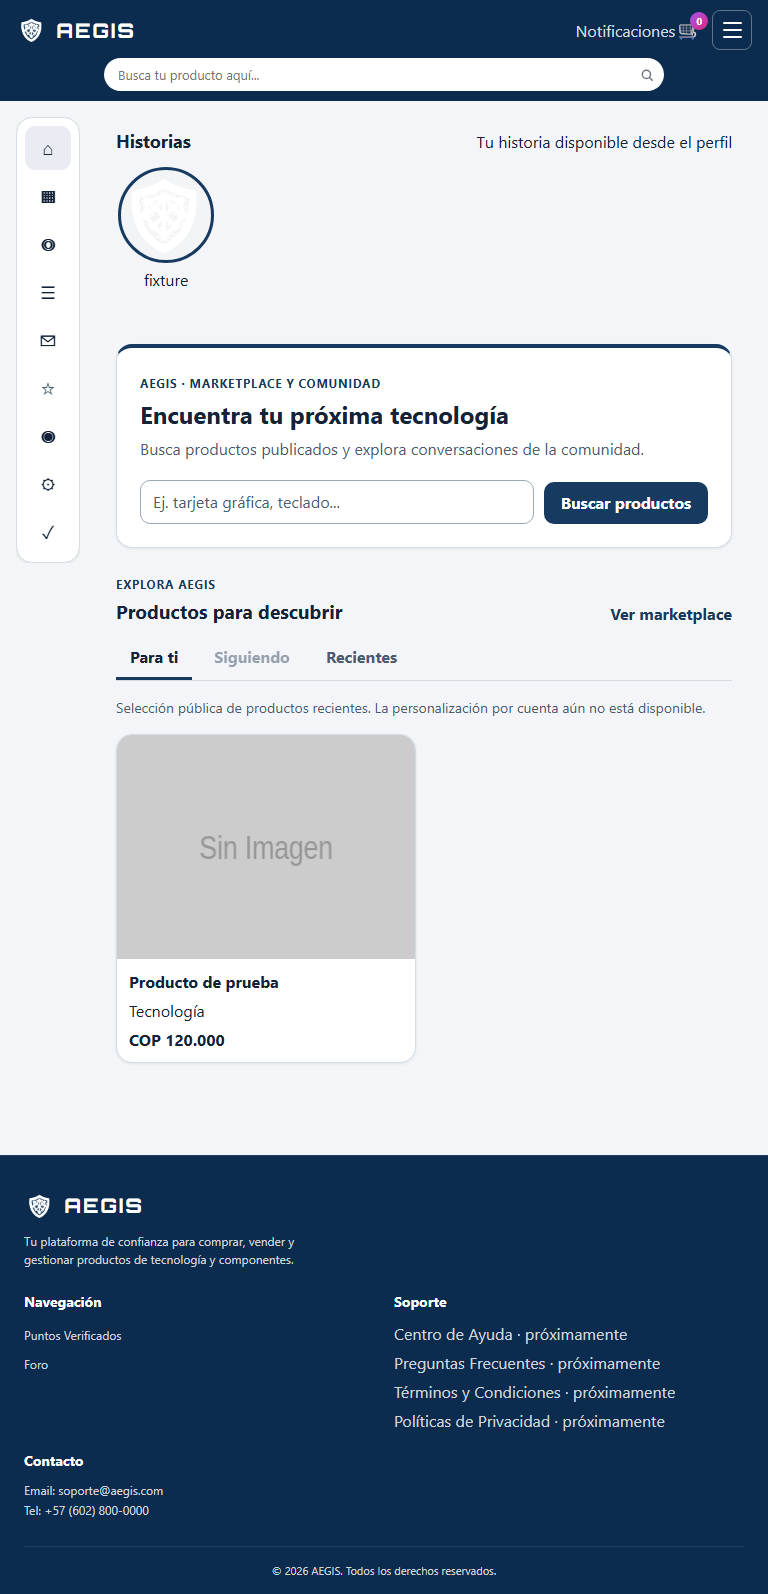 AEGIS
Notificaciones
0
Busca tu producto aquí...
Historias
Tu historia disponible desde el perfil
fixture
AEGIS · MARKETPLACE Y COMUNIDAD
Encuentra tu próxima tecnología
Busca productos publicados y explora conversaciones de la comunidad.
Ej. tarjeta gráfica, teclado...
Buscar productos
EXPLORA AEGIS
Productos para descubrir
Ver marketplace
Para ti
Siguiendo
Recientes
Selección pública de productos recientes. La personalización por cuenta aún no está disponible.
Sin Imagen
Producto de prueba
Tecnología
COP 120.000
AEGIS
Tu plataforma de confianza para comprar, vender y
gestionar productos de tecnología y componentes.
Navegación
Puntos Verificados
Foro
Soporte
Centro de Ayuda · próximamente
Preguntas Frecuentes · próximamente
Términos y Condiciones · próximamente
Políticas de Privacidad · próximamente
Contacto
Email: soporte@aegis.com
Tel: +57 (602) 800-0000
© 2026 AEGIS. Todos los derechos reservados.